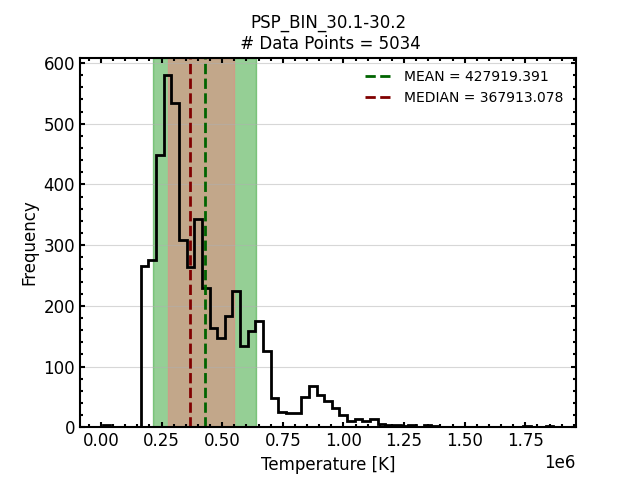 PSP_BIN_30.1-30.2
# Data Points = 5034
MEAN = 427919.391
MEDIAN = 367913.078
600
500
400
300
200
100
0
Frequency
0.00 0.25 0.50 0.75 1.00 1.25 1.50 1.75
Temperature [K]
1e6